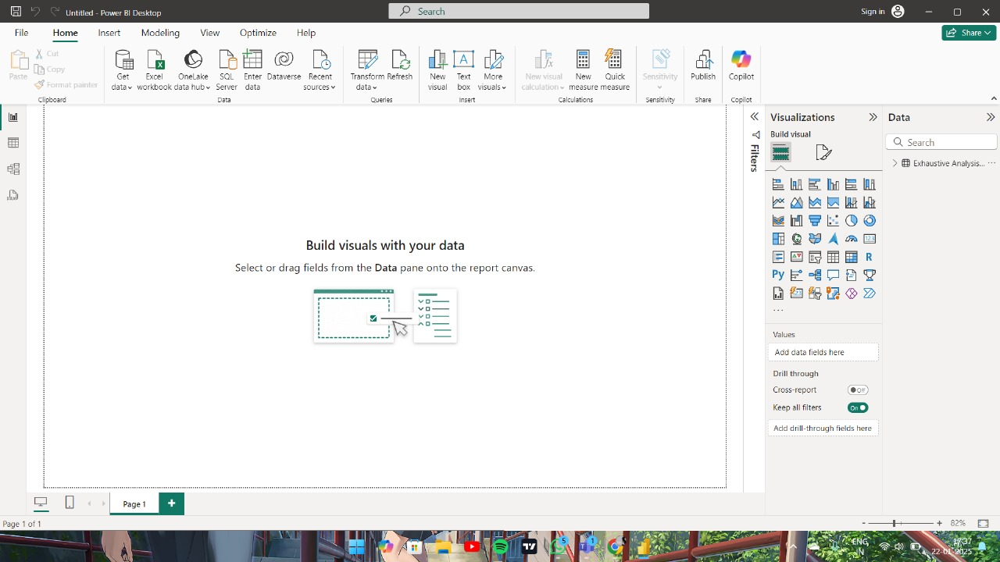 Untitled - Power BI Desktop
Search
Sign in
File
Home
Insert
Modeling
View
Optimize
Help
Share
Paste
Cut
Copy
Format painter
Clipboard
Get data
Excel workbook
OneLake data hub
SQL Server
Enter data
Dataverse
Recent sources
Data
Transform data
Refresh
Queries
New visual
Text box
More visuals
Insert
New visual calculation
New measure
Quick measure
Calculations
Sensitivity
Sensitivity
Publish
Share
Copilot
Copilot
Build visuals with your data
Select or drag fields from the Data pane onto the report canvas.
Filters
Visualizations
Build visual
123
R
Py
Values
Add data fields here
Drill through
Cross-report
Off
Keep all filters
On
Add drill-through fields here
Data
Search
Exhaustive Analysis...
Page 1
Page 1 of 1
82%
5
1
ENG
22-01-2025